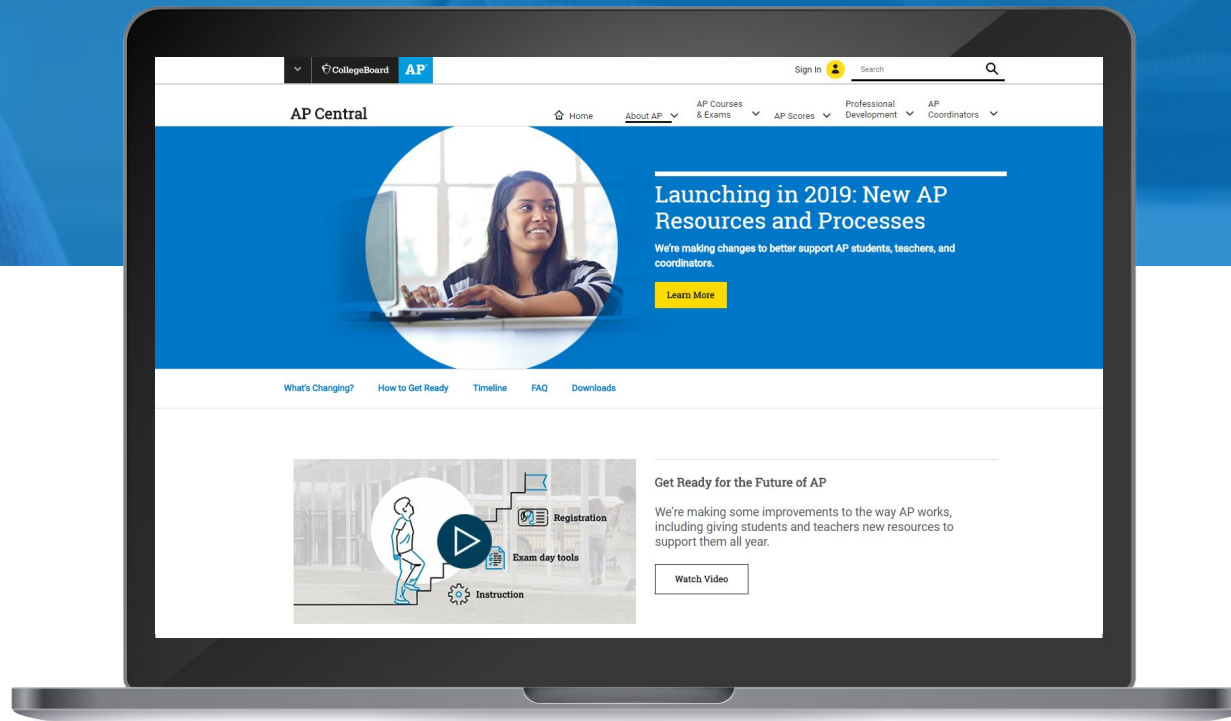 CollegeBoard AP
Sign In
Search
AP Central
Home
About AP
AP Courses
& Exams
AP Scores
Professional
Development
AP
Coordinators
Launching in 2019: New AP
Resources and Processes
We're making changes to better support AP students, teachers, and
coordinators.
Learn More
What's Changing?
How to Get Ready
Timeline
FAQ
Downloads
Registration
Exam day tools
Instruction
Get Ready for the Future of AP
We're making some improvements to the way AP works,
including giving students and teachers new resources to
support them all year.
Watch Video